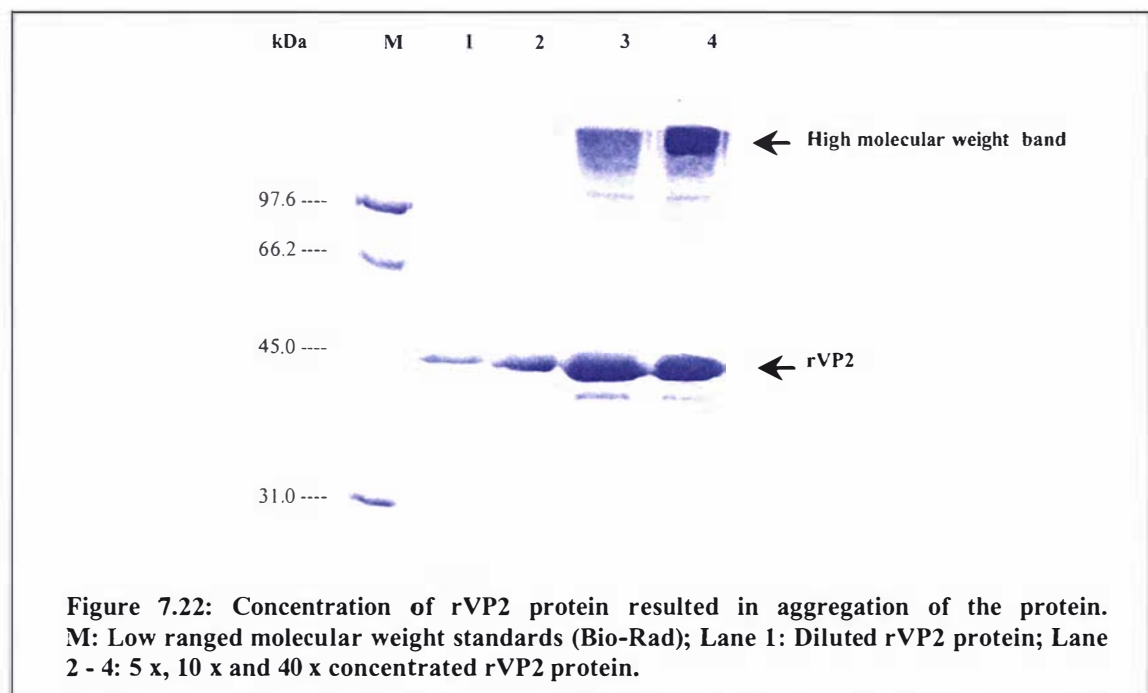 kDa M 1 2 3 4
High molecular weight band
97.6 ----
66.2 ----
45.0 ----
rVP2
31.0 ----
Figure 7.22: Concentration of rVP2 protein resulted in aggregation of the protein.
M: Low ranged molecular weight standards (Bio-Rad); Lane 1: Diluted rVP2 protein; Lane
2 - 4: 5 x, 10 x and 40 x concentrated rVP2 protein.